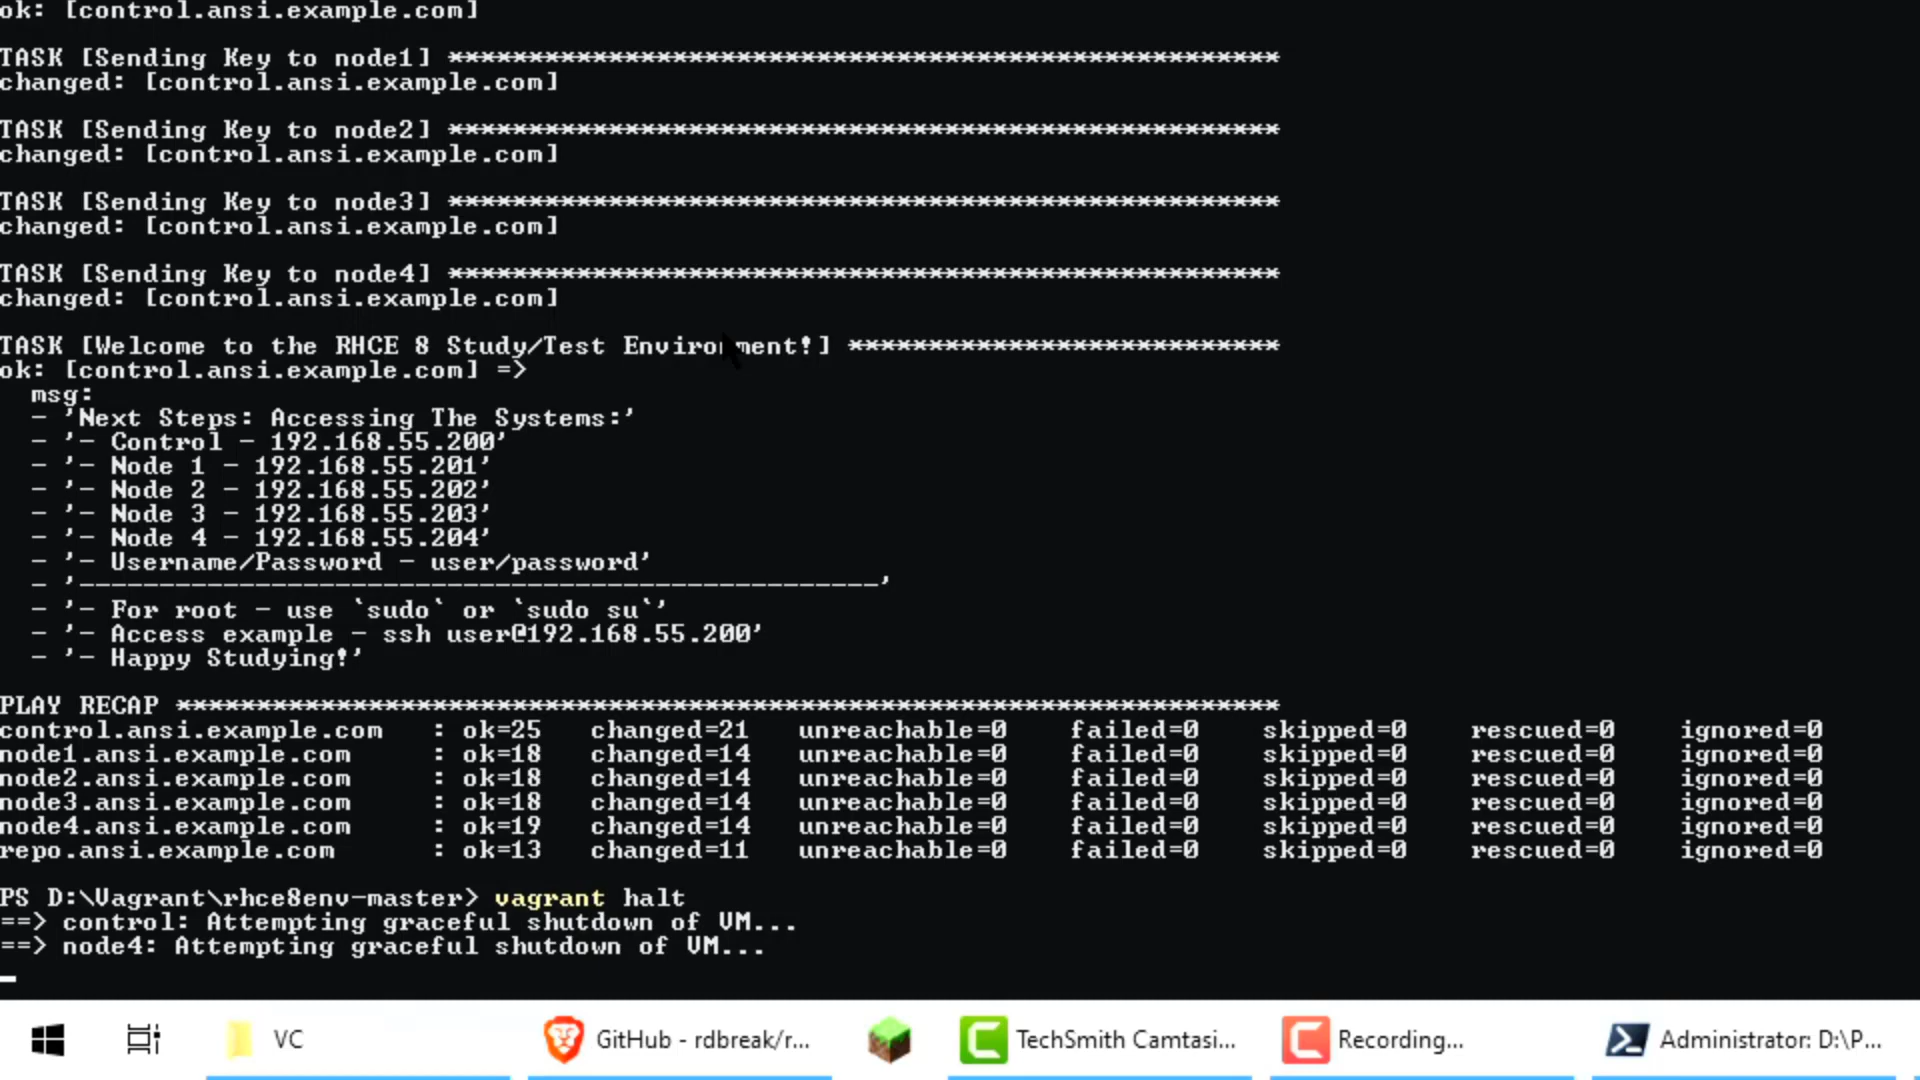 ok: [control.ansi.example.com]
TASK [Sending Key to node1] ****************************************************
changed: [control.ansi.example.com]
TASK [Sending Key to node2] ****************************************************
changed: [control.ansi.example.com]
TASK [Sending Key to node3] ****************************************************
changed: [control.ansi.example.com]
TASK [Sending Key to node4] ****************************************************
changed: [control.ansi.example.com]
TASK [Welcome to the RHCE 8 Study/Test Environment!] ***************************
ok: [control.ansi.example.com] =>
  msg:
  - 'Next Steps: Accessing The Systems:'
  - '- Control - 192.168.55.200'
  - '- Node 1 - 192.168.55.201'
  - '- Node 2 - 192.168.55.202'
  - '- Node 3 - 192.168.55.203'
  - '- Node 4 - 192.168.55.204'
  - '- Username/Password - user/password'
  - '--------------------------------------------------'
  - '- For root - use `sudo` or `sudo su`'
  - '- Access example - ssh user@192.168.55.200'
  - '- Happy Studying!'
PLAY RECAP *********************************************************************
control.ansi.example.com   : ok=25   changed=21   unreachable=0    failed=0    skipped=0    rescued=0    ignored=0
node1.ansi.example.com     : ok=18   changed=14   unreachable=0    failed=0    skipped=0    rescued=0    ignored=0
node2.ansi.example.com     : ok=18   changed=14   unreachable=0    failed=0    skipped=0    rescued=0    ignored=0
node3.ansi.example.com     : ok=18   changed=14   unreachable=0    failed=0    skipped=0    rescued=0    ignored=0
node4.ansi.example.com     : ok=19   changed=14   unreachable=0    failed=0    skipped=0    rescued=0    ignored=0
repo.ansi.example.com      : ok=13   changed=11   unreachable=0    failed=0    skipped=0    rescued=0    ignored=0
PS D:\Vagrant\rhce8env-master> vagrant halt
==> control: Attempting graceful shutdown of VM...
==> node4: Attempting graceful shutdown of VM...
VC GitHub - rdbreak/r... TechSmith Camtasi... Recording... Administrator: D:\P...